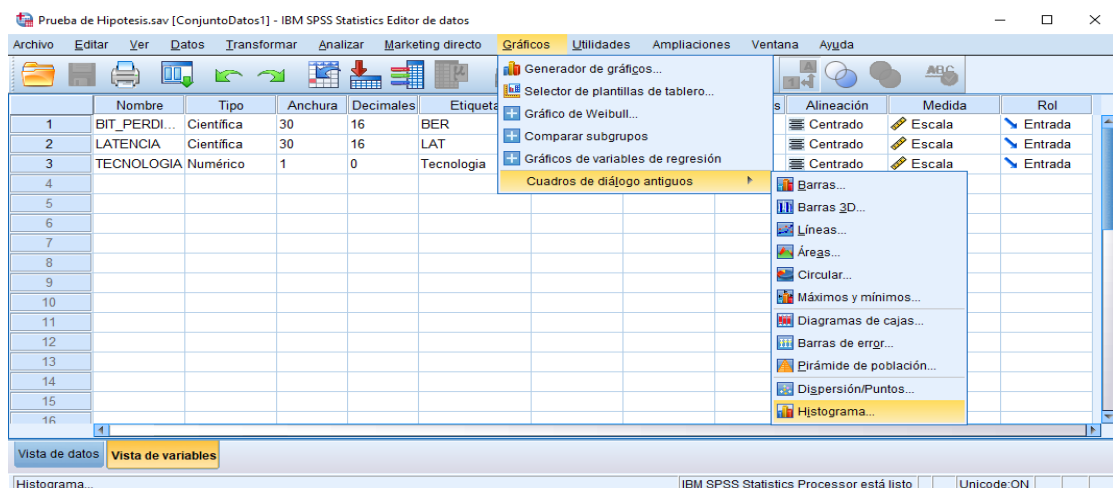 Prueba de Hipotesis.sav [ConjuntoDatos1] - IBM SPSS Statistics Editor de datos
Archivo Editar Ver Datos Transformar Analizar Marketing directo Gráficos Utilidades Ampliaciones Ventana Ayuda
Generador de gráficos...
Selector de plantillas de tablero...
Gráfico de Weibull...
Comparar subgrupos
Gráficos de variables de regresión
Cuadros de diálogo antiguos
Nombre Tipo Anchura Decimales Etiqueta s Alineación Medida Rol
1 BIT_PERDI... Científica 30 16 BER Centrado Escala Entrada
2 LATENCIA Científica 30 16 LAT Centrado Escala Entrada
3 TECNOLOGIA Numérico 1 0 Tecnologia Centrado Escala Entrada
4
5
6
7
8
9
10
11
12
13
14
15
16
Barras...
Barras 3D...
Líneas...
Áreas...
Circular...
Máximos y mínimos...
Diagramas de cajas...
Barras de error...
Pirámide de población...
Dispersión/Puntos...
Histograma...
Vista de datos Vista de variables
Histograma... IBM SPSS Statistics Processor está listo Unicode:ON